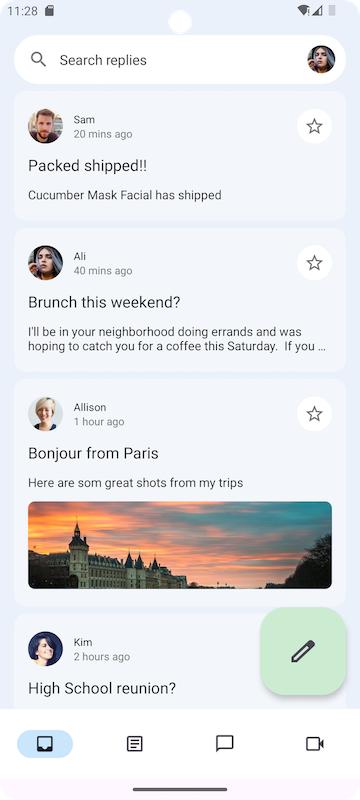 11:28
Search replies
Sam
20 mins ago
Packed shipped!!
Cucumber Mask Facial has shipped
Ali
40 mins ago
Brunch this weekend?
I'll be in your neighborhood doing errands and was
hoping to catch you for a coffee this Saturday. If you ...
Allison
1 hour ago
Bonjour from Paris
Here are som great shots from my trips
Kim
2 hours ago
High School reunion?